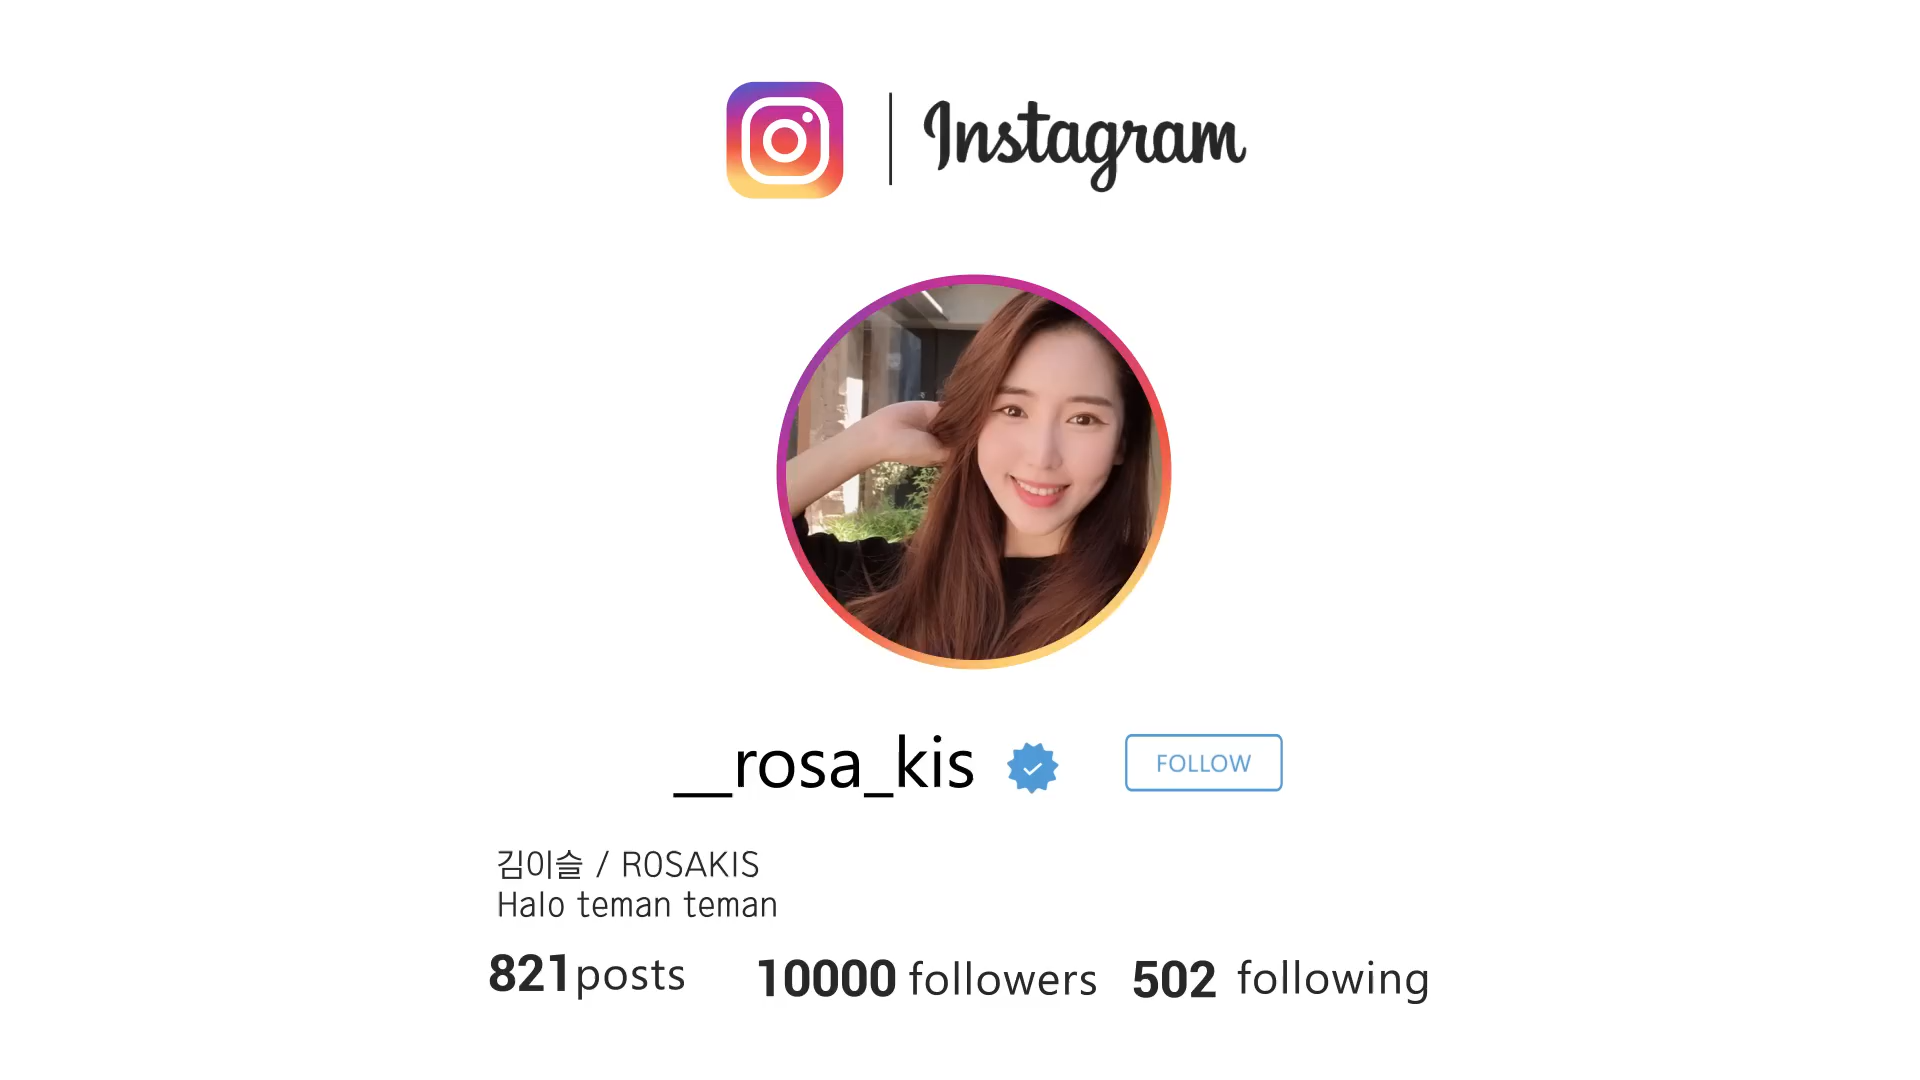 Instagram
__rosa_kis
FOLLOW
김이슬 / ROSAKIS
Halo teman teman
821posts 10000 followers 502 following